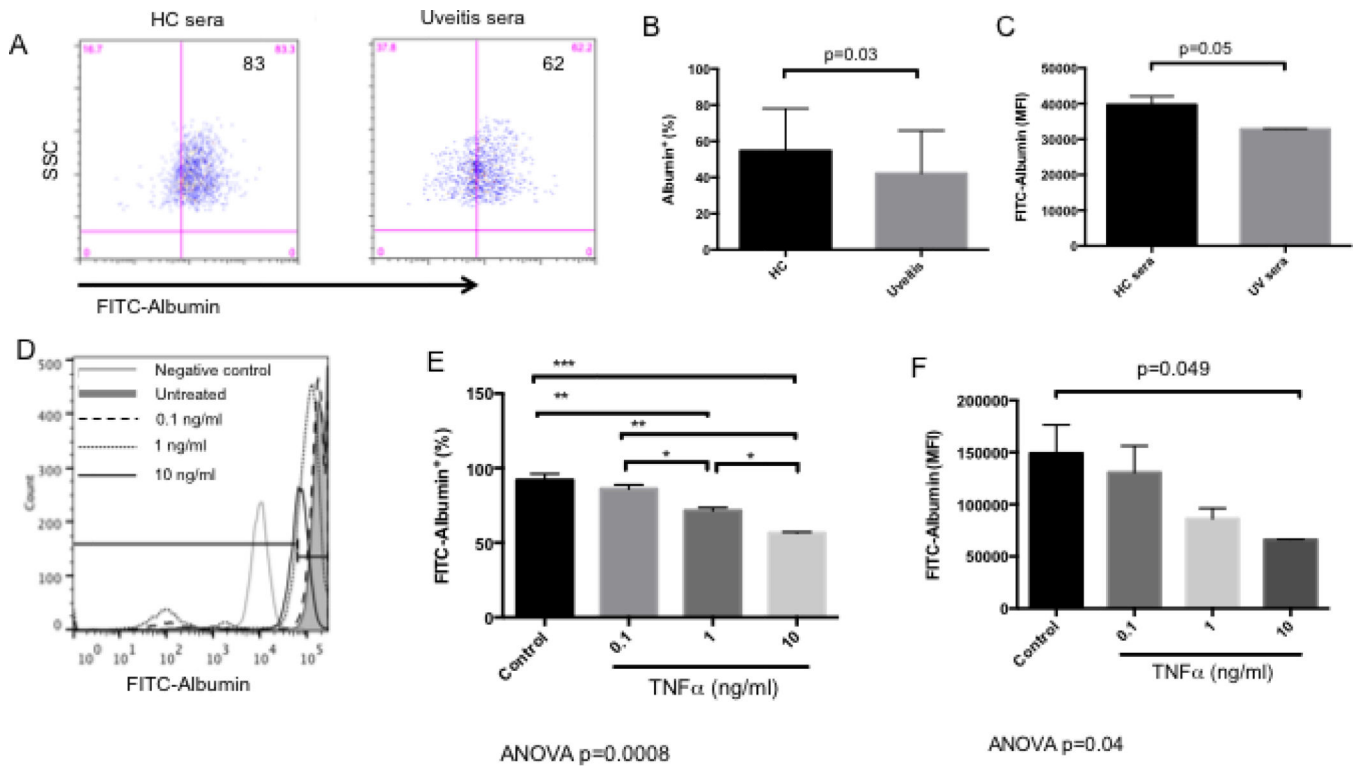 A
HC sera
Uveitis sera
16.7
83.3
83
37.8
62.2
62
0
0
0
0
SSC
FITC-Albumin
B
p=0.03
Albumin⁺ (%)
100
80
60
40
20
0
HC
Uveitis
C
p=0.05
FITC-Albumin (MFI)
50000
40000
30000
20000
10000
0
HC sera
UV sera
D
Negative control
Untreated
0.1 ng/ml
1 ng/ml
10 ng/ml
Count
500
400
300
200
100
0
10⁰ 10¹ 10² 10³ 10⁴ 10⁵
FITC-Albumin
E
***
**
**
*
*
FITC-Albumin⁺ (%)
150
100
50
0
Control
0.1
1
10
TNFα (ng/ml)
ANOVA p=0.0008
F
p=0.049
FITC-Albumin (MFI)
200000
150000
100000
50000
0
Control
0.1
1
10
TNFα (ng/ml)
ANOVA p=0.04